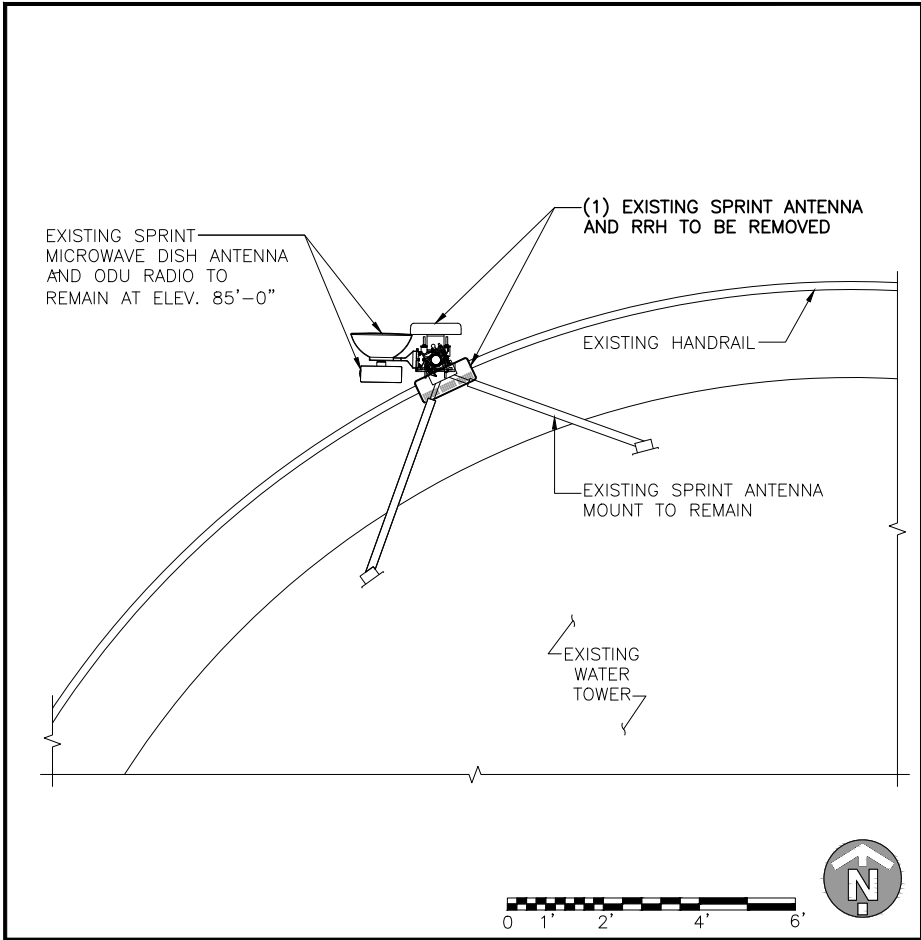 (1) EXISTING SPRINT ANTENNA
AND RRH TO BE REMOVED
EXISTING SPRINT
MICROWAVE DISH ANTENNA
AND ODU RADIO TO
REMAIN AT ELEV. 85'-0"
EXISTING HANDRAIL
EXISTING SPRINT ANTENNA
MOUNT TO REMAIN
EXISTING
WATER
TOWER
N
0 1' 2' 4' 6'